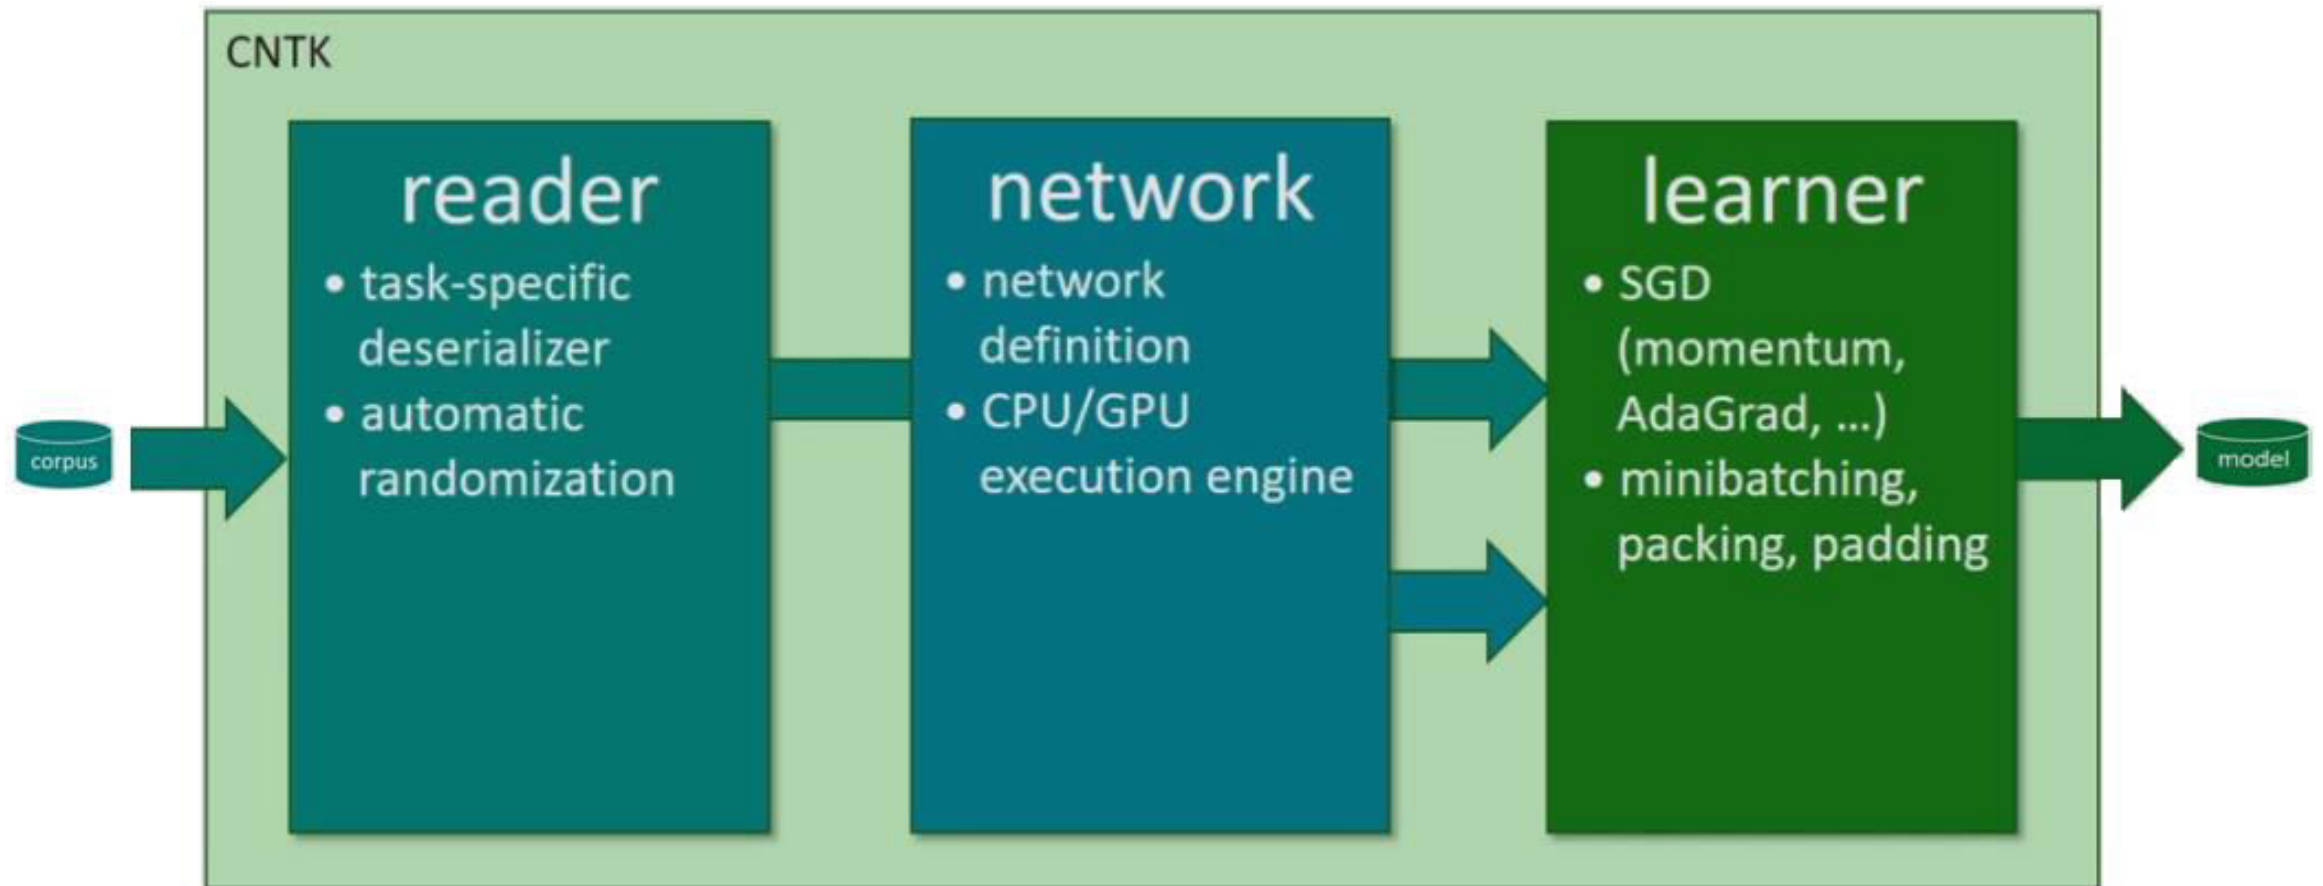 CNTK
corpus
reader
• task-specific
deserializer
• automatic
randomization
network
• network
definition
• CPU/GPU
execution engine
learner
• SGD
(momentum,
AdaGrad, ...)
• minibatching,
packing, padding
model